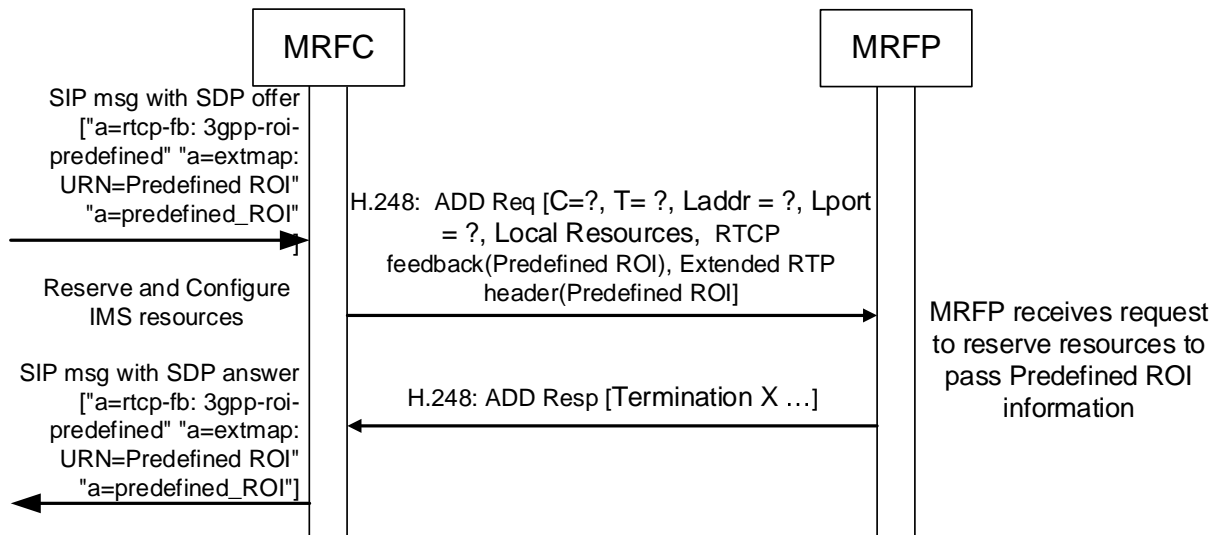 MRFC
MRFP
SIP msg with SDP offer
["a=rtcp-fb: 3gpp-roi-
predefined" "a=extmap:
URN=Predefined ROI"
"a=predefined_ROI"
]
H.248: ADD Req [C=?, T= ?, Laddr = ?, Lport
= ?, Local Resources, RTCP
feedback(Predefined ROI), Extended RTP
header(Predefined ROI]
Reserve and Configure
IMS resources
MRFP receives request
to reserve resources to
pass Predefined ROI
information
SIP msg with SDP answer
["a=rtcp-fb: 3gpp-roi-
predefined" "a=extmap:
URN=Predefined ROI"
"a=predefined_ROI"]
H.248: ADD Resp [Termination X …]